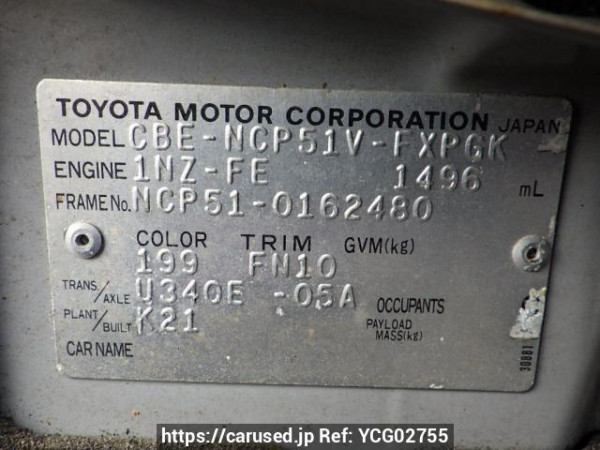 TOYOTA MOTOR CORPORATION JAPAN
MODEL CBE-NCP51V-FXPGK
ENGINE 1NZ-FE 1496 mL
FRAME No. NCP51-0162480
COLOR TRIM GVM(kg)
199 FN10
TRANS/AXLE U340E -05A OCCUPANTS
PLANT/BUILT K21 PAYLOAD MASS(kg)
CAR NAME
30881
https://carused.jp Ref: YCG02755